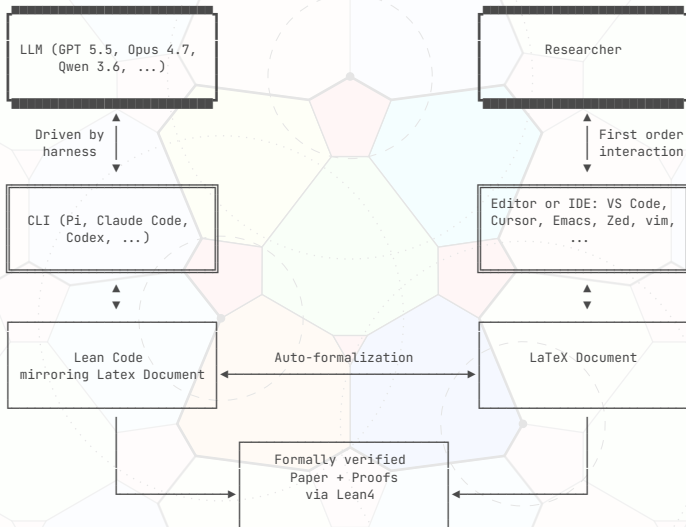 LLM (GPT 5.5, Opus 4.7,
Qwen 3.6, ...)
Researcher
Driven by
harness
First order
interaction
CLI (Pi, Claude Code,
Codex, ...)
Editor or IDE: VS Code,
Cursor, Emacs, Zed, vim,
...
Lean Code
mirroring Latex Document
Auto-formalization
LaTeX Document
Formally verified
Paper + Proofs
via Lean4